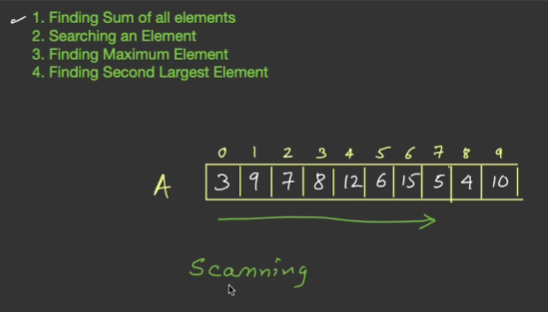 1. Finding Sum of all elements
2. Searching an Element
3. Finding Maximum Element
4. Finding Second Largest Element
0 1 2 3 4 5 6 7 8 9
A 3 9 7 8 12 6 15 5 4 10
Scanning